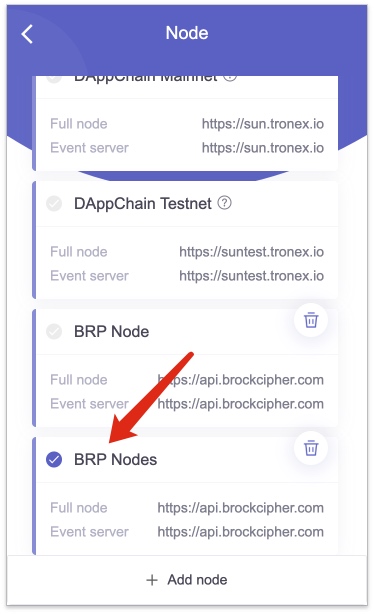 Node
DAppChain Mainnet
Full node https://sun.tronex.io
Event server https://sun.tronex.io
DAppChain Testnet ?
Full node https://suntest.tronex.io
Event server https://suntest.tronex.io
BRP Node
Full node https://api.brockcipher.com
Event server https://api.brockcipher.com
BRP Nodes
Full node https://api.brockcipher.com
Event server https://api.brockcipher.com
+ Add node